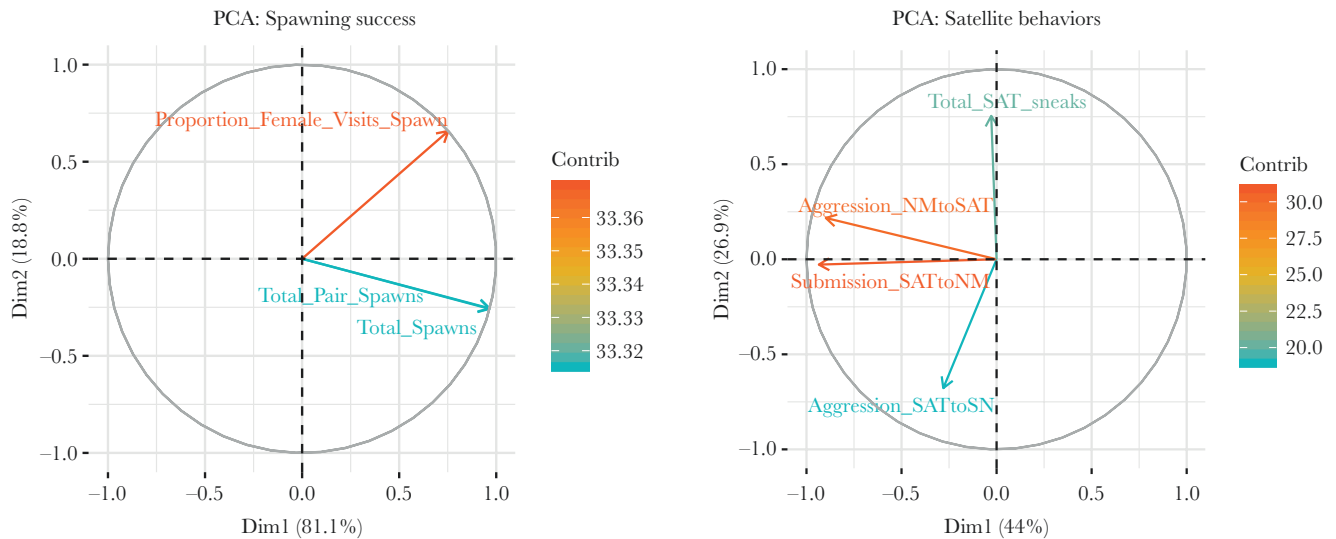 PCA: Spawning success
1.0
0.5
0.0
−0.5
−1.0
Dim2 (18.8%)
Proportion_Female_Visits_Spawn
Total_Pair_Spawns
Total_Spawns
−1.0 −0.5 0.0 0.5 1.0
Dim1 (81.1%)
Contrib
33.36
33.35
33.34
33.33
33.32
PCA: Satellite behaviors
1.0
0.5
0.0
−0.5
−1.0
Dim2 (26.9%)
Total_SAT_sneaks
Aggression_NMtoSAT
Submission_SATtoNM
Aggression_SATtoSN
−1.0 −0.5 0.0 0.5 1.0
Dim1 (44%)
Contrib
30.0
27.5
25.0
22.5
20.0